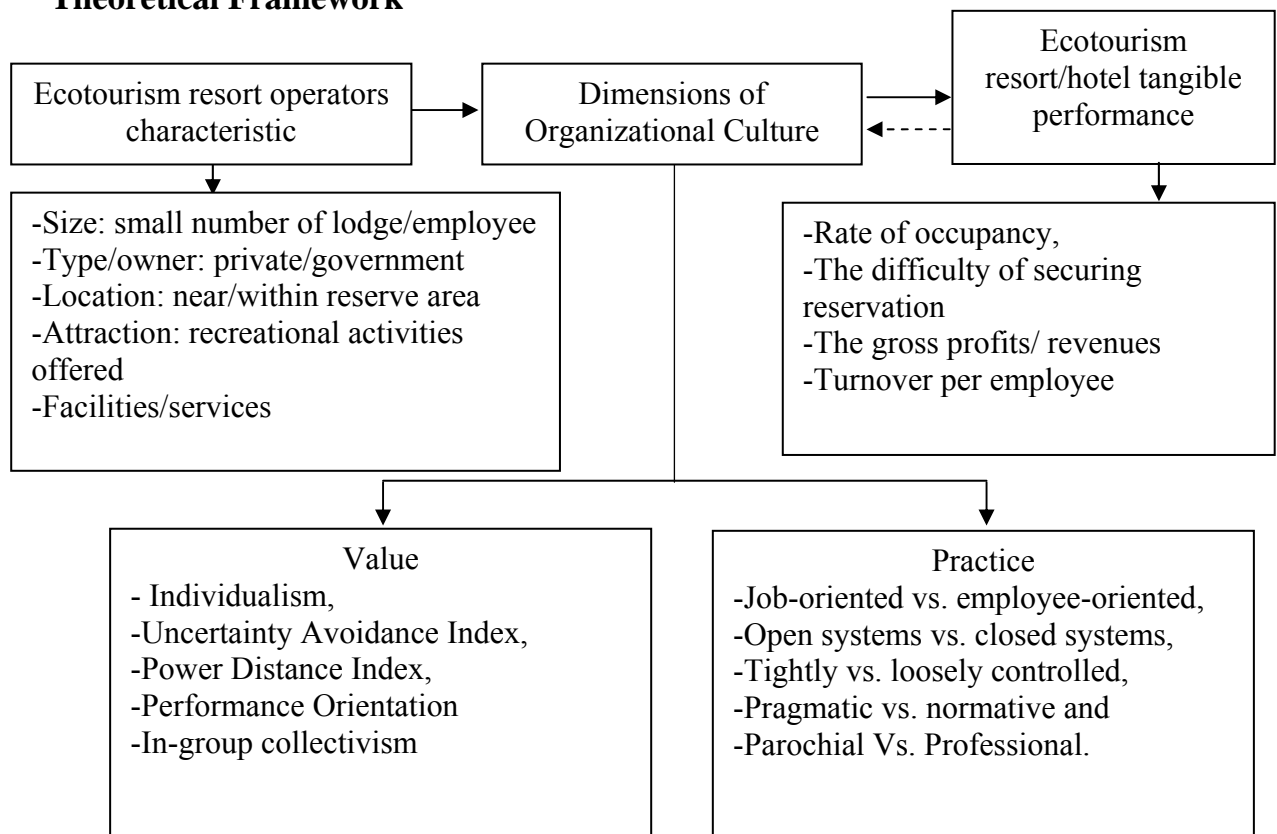 Theoretical Framework
Ecotourism resort operators
characteristic
Dimensions of
Organizational Culture
Ecotourism
resort/hotel tangible
performance
-Size: small number of lodge/employee
-Type/owner: private/government
-Location: near/within reserve area
-Attraction: recreational activities
offered
-Facilities/services
-Rate of occupancy,
-The difficulty of securing
reservation
-The gross profits/ revenues
-Turnover per employee
Value
- Individualism,
-Uncertainty Avoidance Index,
-Power Distance Index,
-Performance Orientation
-In-group collectivism
Practice
-Job-oriented vs. employee-oriented,
-Open systems vs. closed systems,
-Tightly vs. loosely controlled,
-Pragmatic vs. normative and
-Parochial Vs. Professional.